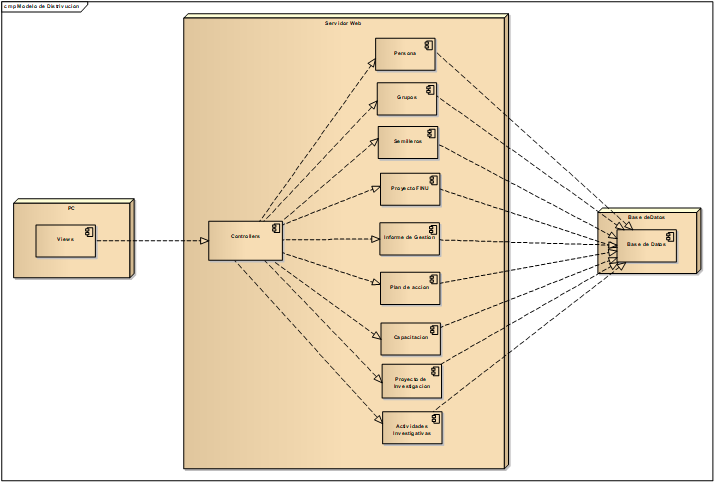 cmp Modelo de Distrivucion
Servidor Web
Persona
Grupos
Semilleros
Proyecto FINU
PC
Views
Controllers
Informe de Gestion
Base deDatos
Base de Datos
Plan de accion
Capacitacion
Proyecto de
Investigacion
Actividades
Investigativas